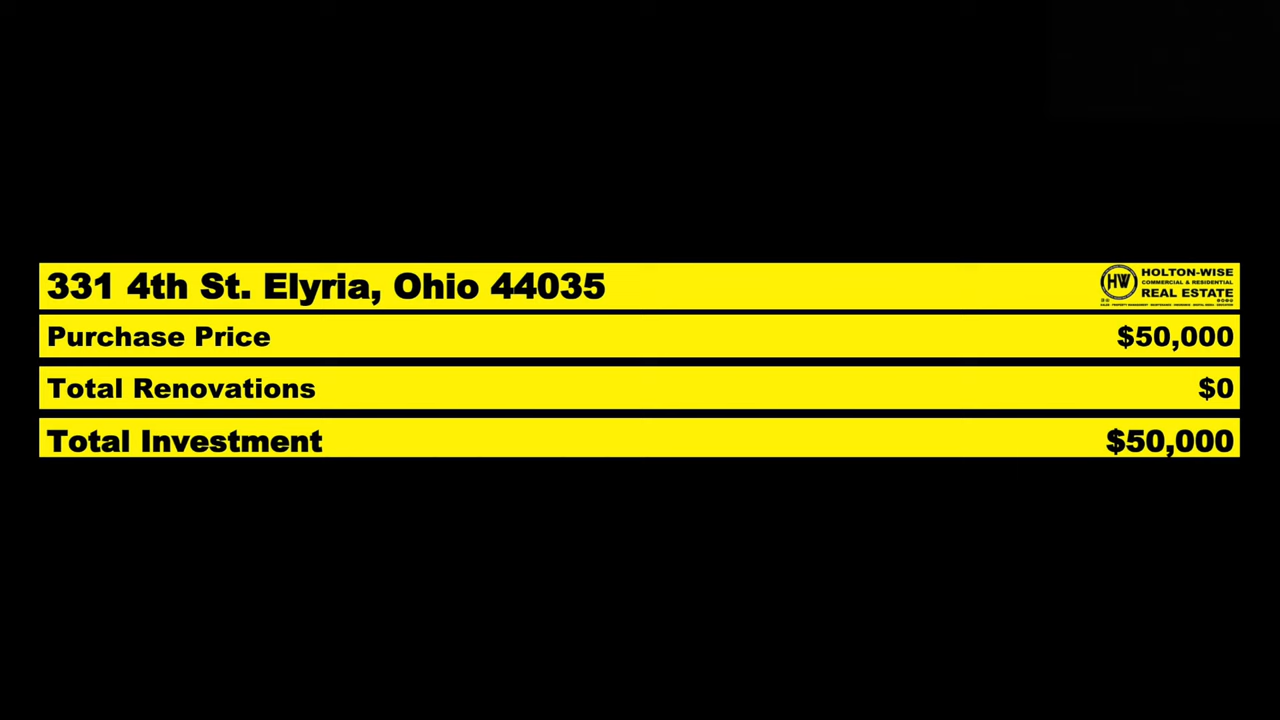 331 4th St. Elyria, Ohio 44035
HW
HOLTON-WISE
COMMERCIAL & RESIDENTIAL
REAL ESTATE
Purchase Price $50,000
Total Renovations $0
Total Investment $50,000